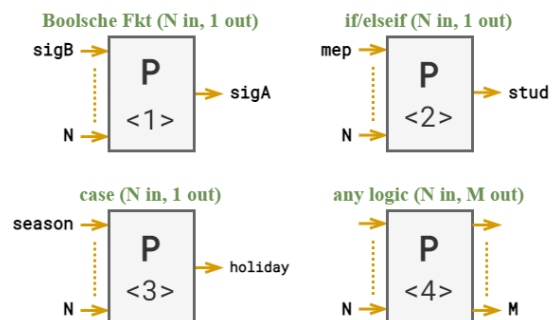 Boolsche Fkt (N in, 1 out)
sigB
P
sigA
<1>
N
if/elseif (N in, 1 out)
mep
P
stud
<2>
N
case (N in, 1 out)
season
P
holiday
<3>
N
any logic (N in, M out)
P
<4>
N
M